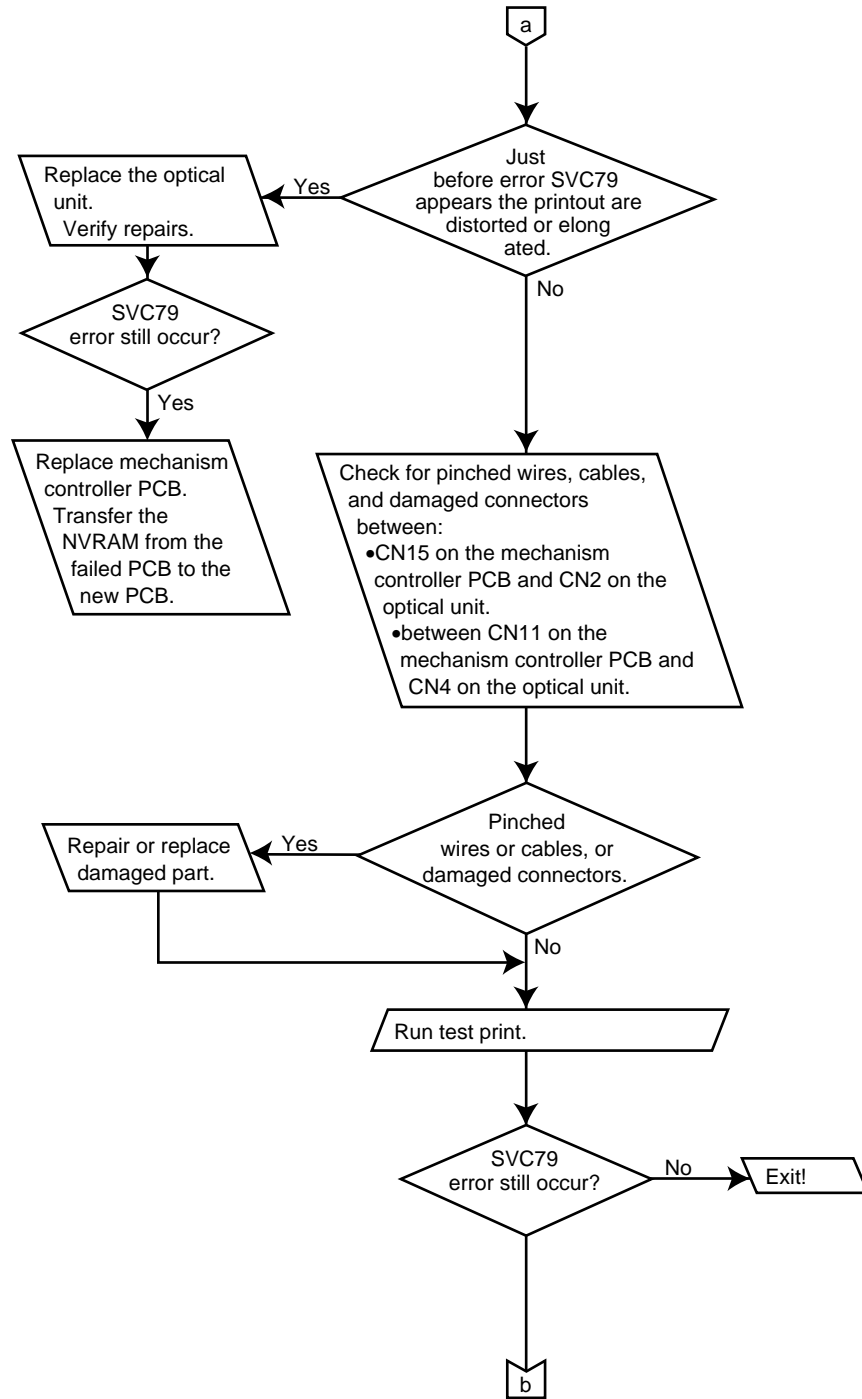 a
Just
before error SVC79
appears the printout are
distorted or elong
ated.
Yes
No
Replace the optical
unit.
Verify repairs.
SVC79
error still occur?
Yes
Replace mechanism
controller PCB.
Transfer the
NVRAM from the
failed PCB to the
new PCB.
Check for pinched wires, cables,
and damaged connectors
between:
•CN15 on the mechanism
controller PCB and CN2 on the
optical unit.
•between CN11 on the
mechanism controller PCB and
CN4 on the optical unit.
Pinched
wires or cables, or
damaged connectors.
Yes
Repair or replace
damaged part.
No
Run test print.
SVC79
error still occur?
No
Exit!
b